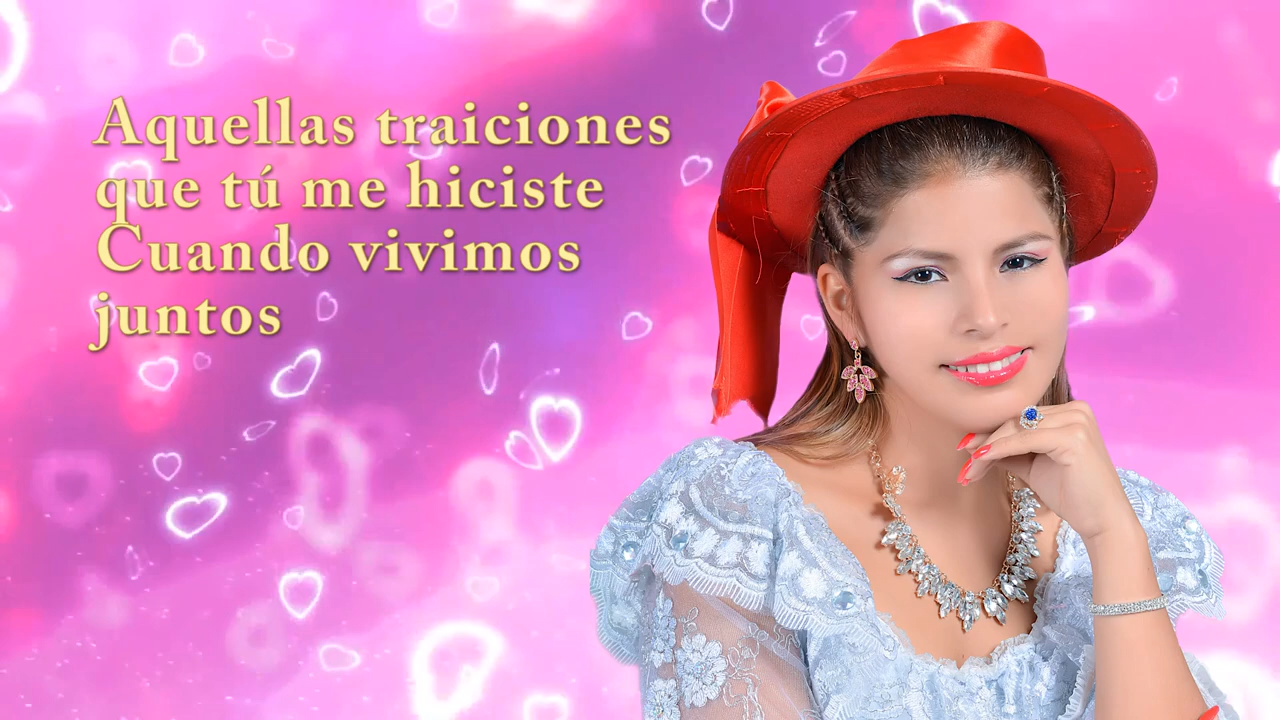 Aquellas traiciones
que tú me hiciste
Cuando vivimos
juntos